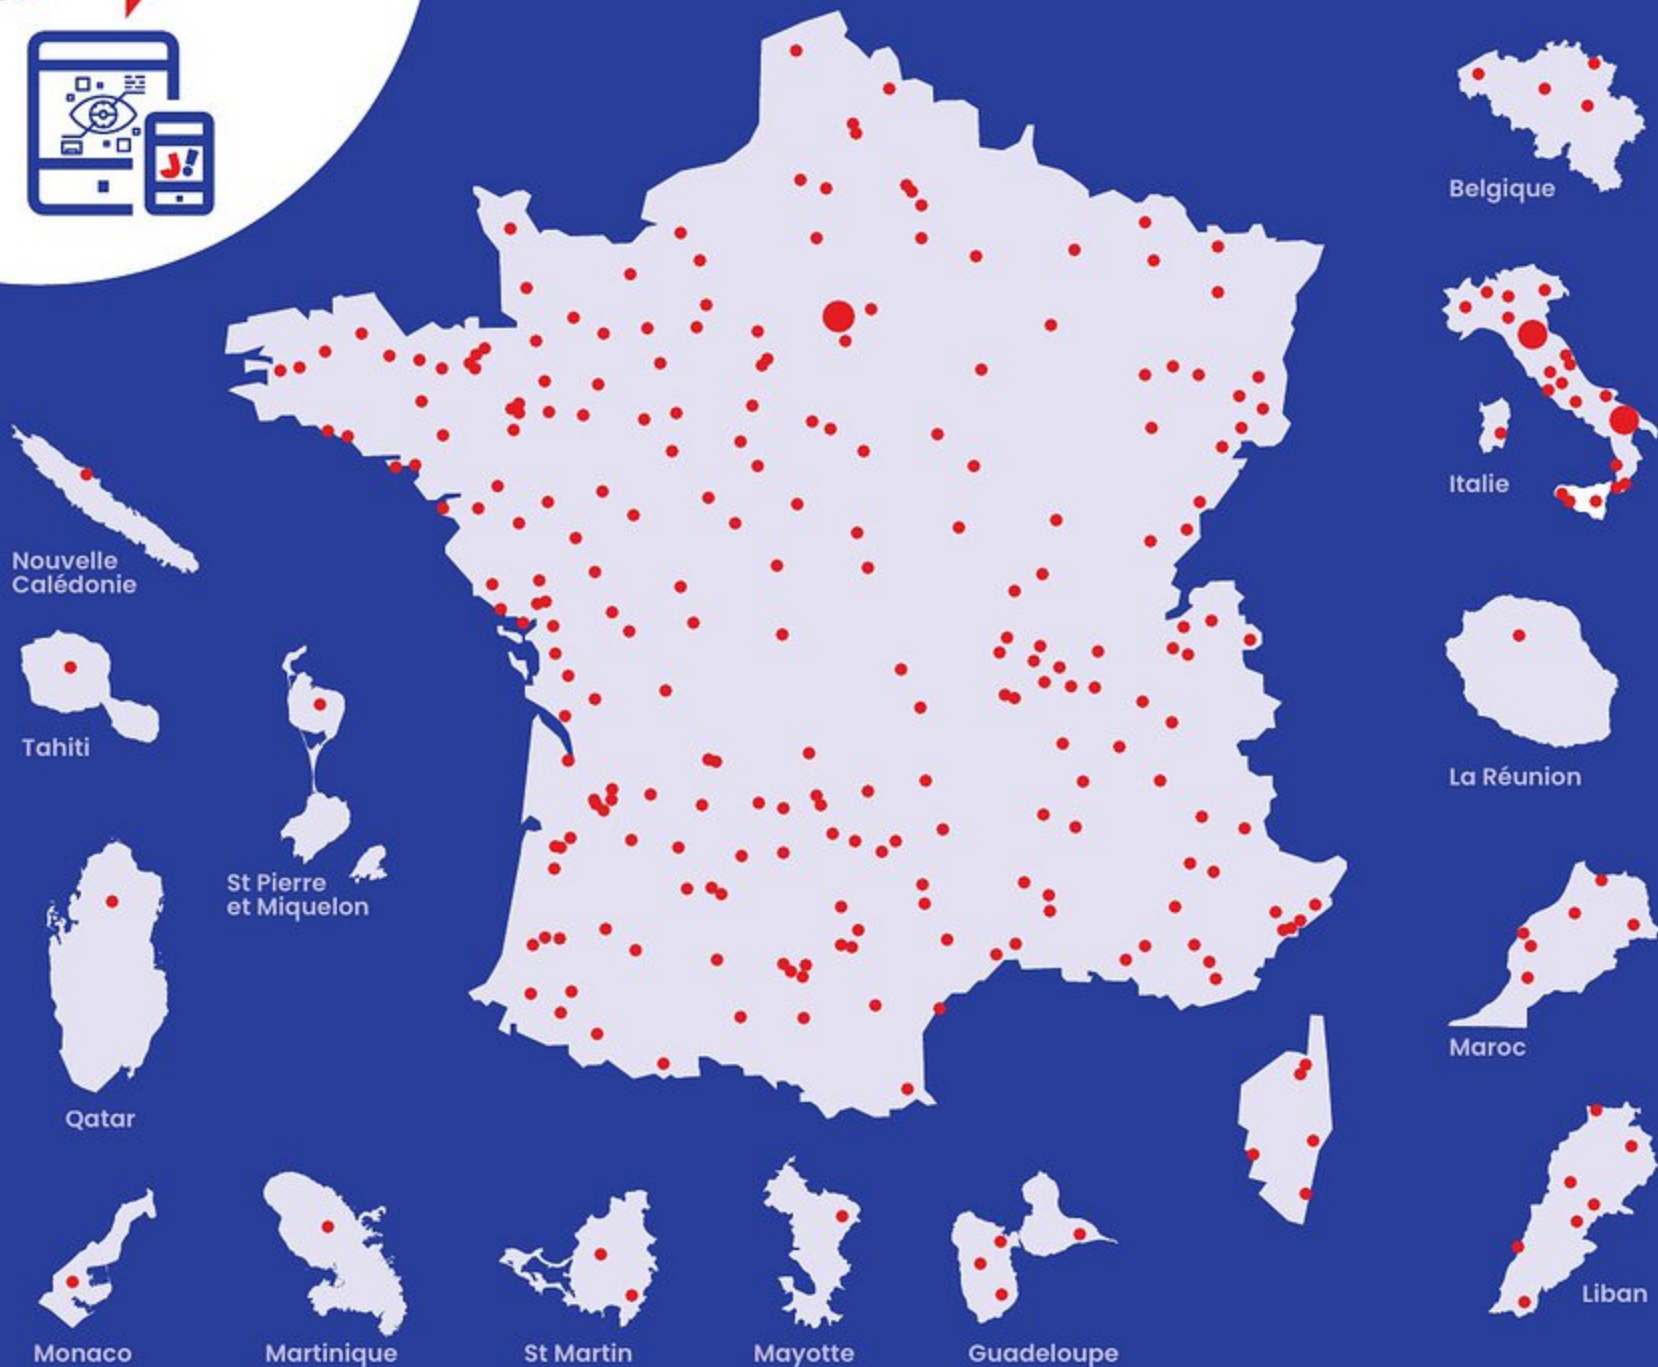 J!
Belgique
Italie
Nouvelle
Calédonie
Tahiti
La Réunion
St Pierre
et Miquelon
Maroc
Qatar
Liban
Monaco
Martinique
St Martin
Mayotte
Guadeloupe